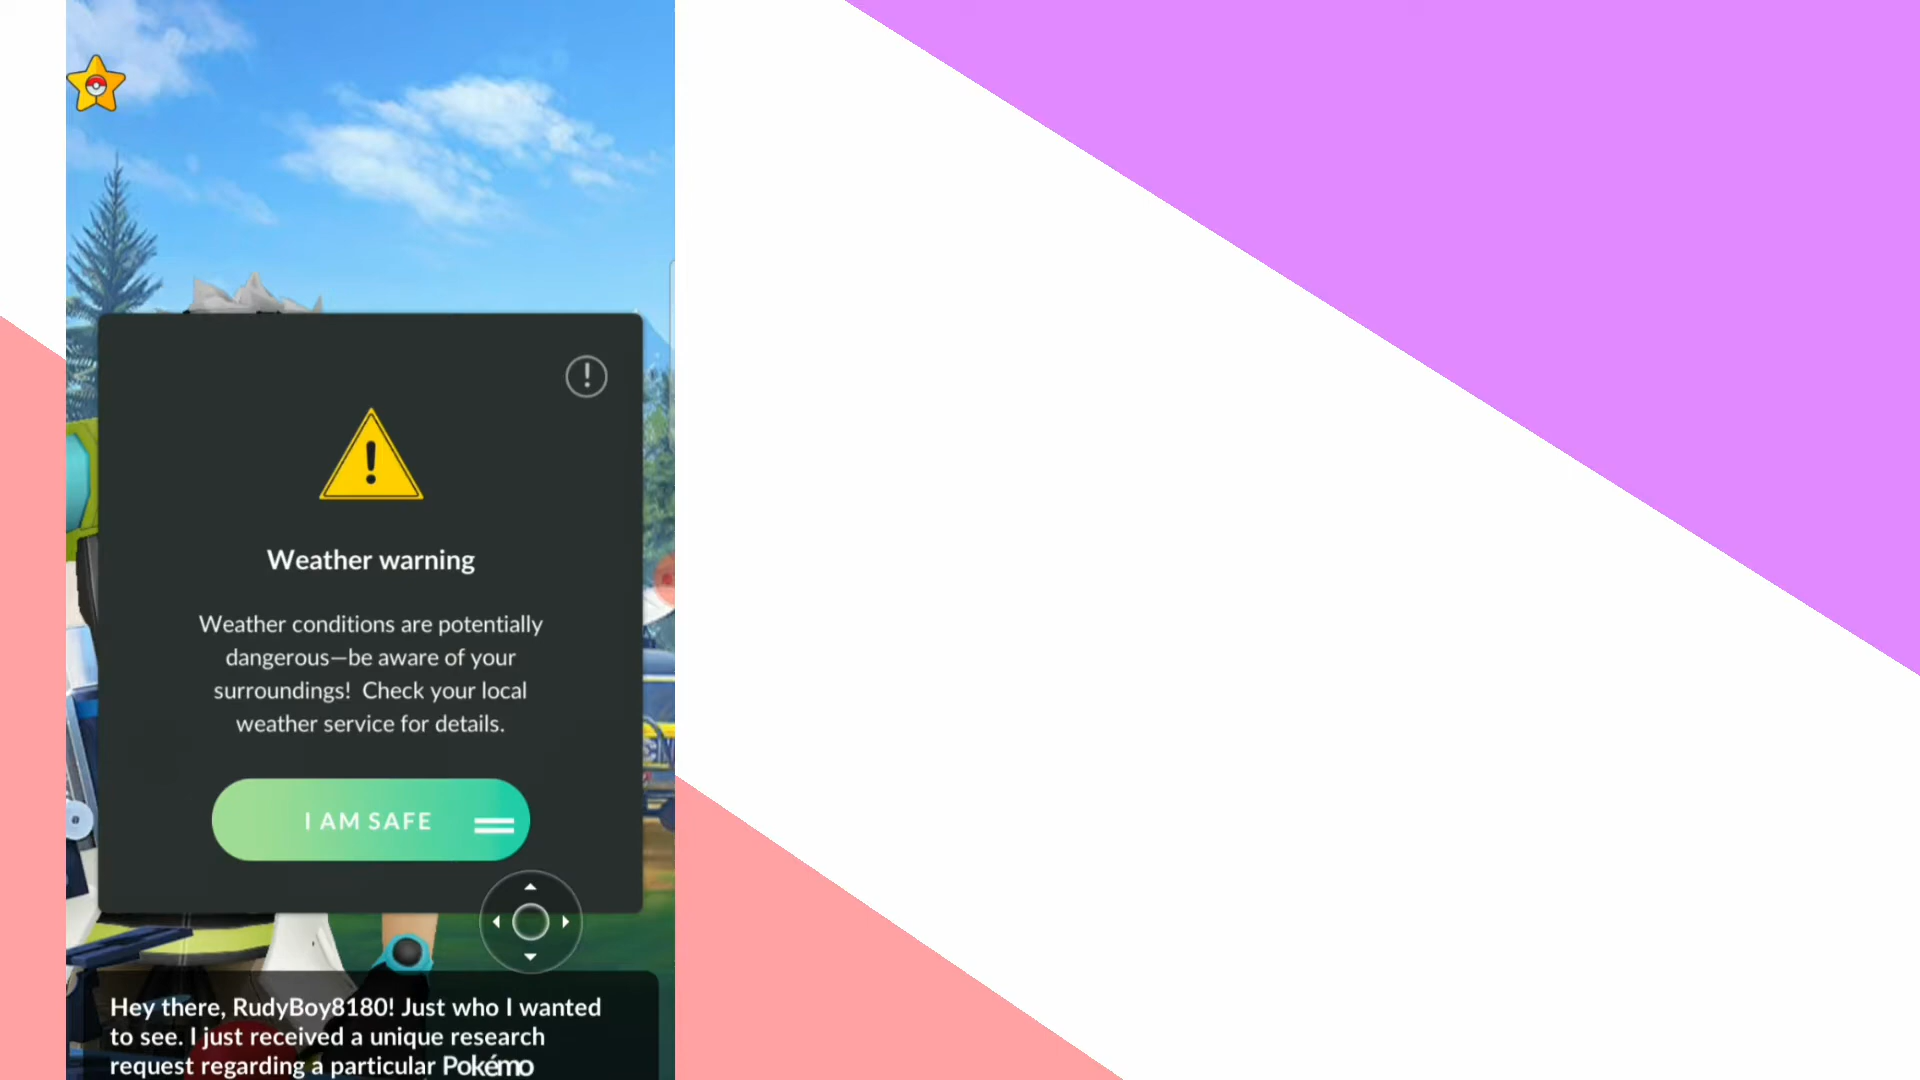 Weather warning
Weather conditions are potentially
dangerous—be aware of your
surroundings!  Check your local
weather service for details.
I AM SAFE
Hey there, RudyBoy8180! Just who I wanted
to see. I just received a unique research
request regarding a particular Pokémo